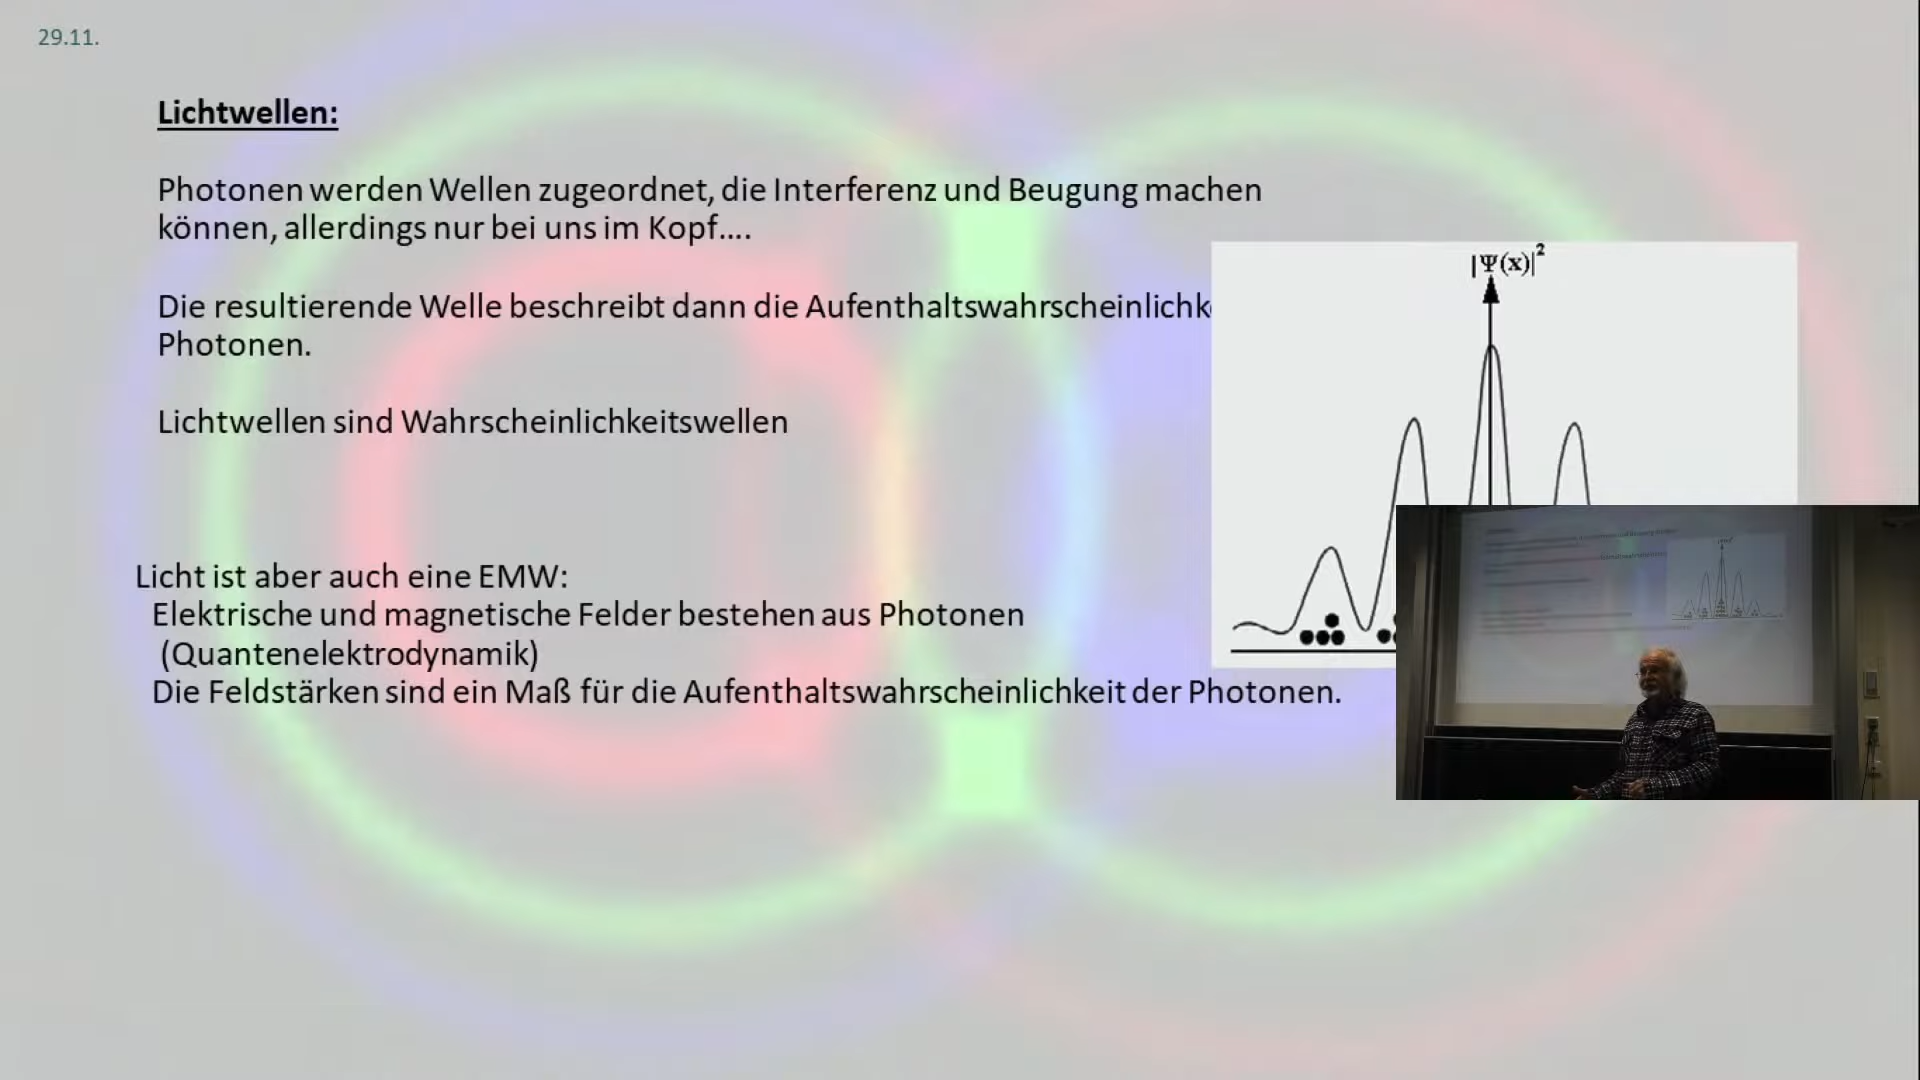 29.11.
Lichtwellen:
Photonen werden Wellen zugeordnet, die Interferenz und Beugung machen
können, allerdings nur bei uns im Kopf....
|Ψ(x)|²
Die resultierende Welle beschreibt dann die
Photonen.
Lichtwellen sind Wahrscheinlichkeitswellen
Licht ist aber auch eine EMW:
Elektrische und magnetische Felder bestehen aus Photonen
(Quantenelektrodynamik)
Die Feldstärken sind ein Maß für die Aufenthaltswahrscheinlichkeit der Photonen.